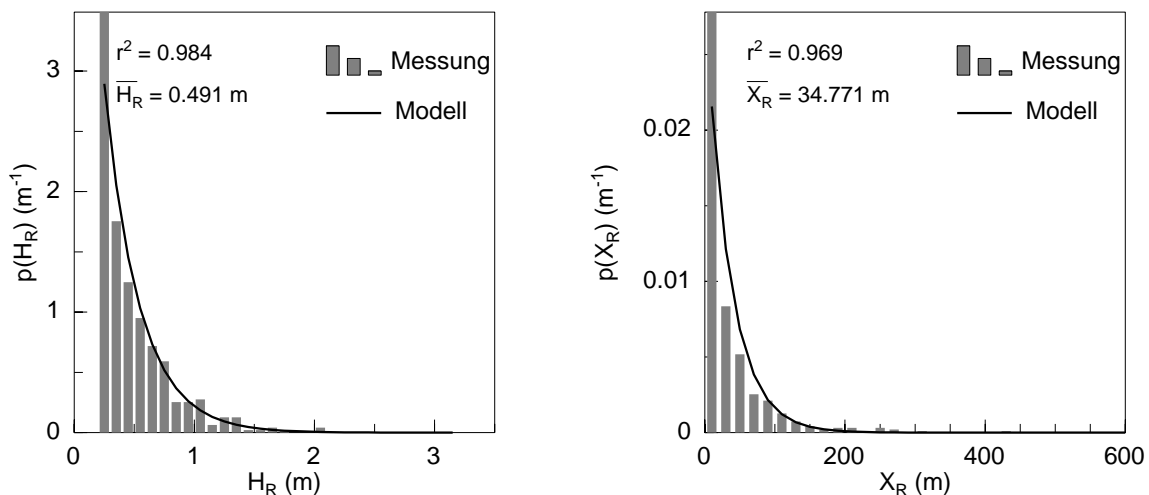 r² = 0.984
H̅_R = 0.491 m
Messung
Modell
p(H_R) (m⁻¹)
3
2
1
0
0 1 2 3
H_R (m)
r² = 0.969
X̅_R = 34.771 m
Messung
Modell
p(X_R) (m⁻¹)
0.02
0.01
0
0 200 400 600
X_R (m)